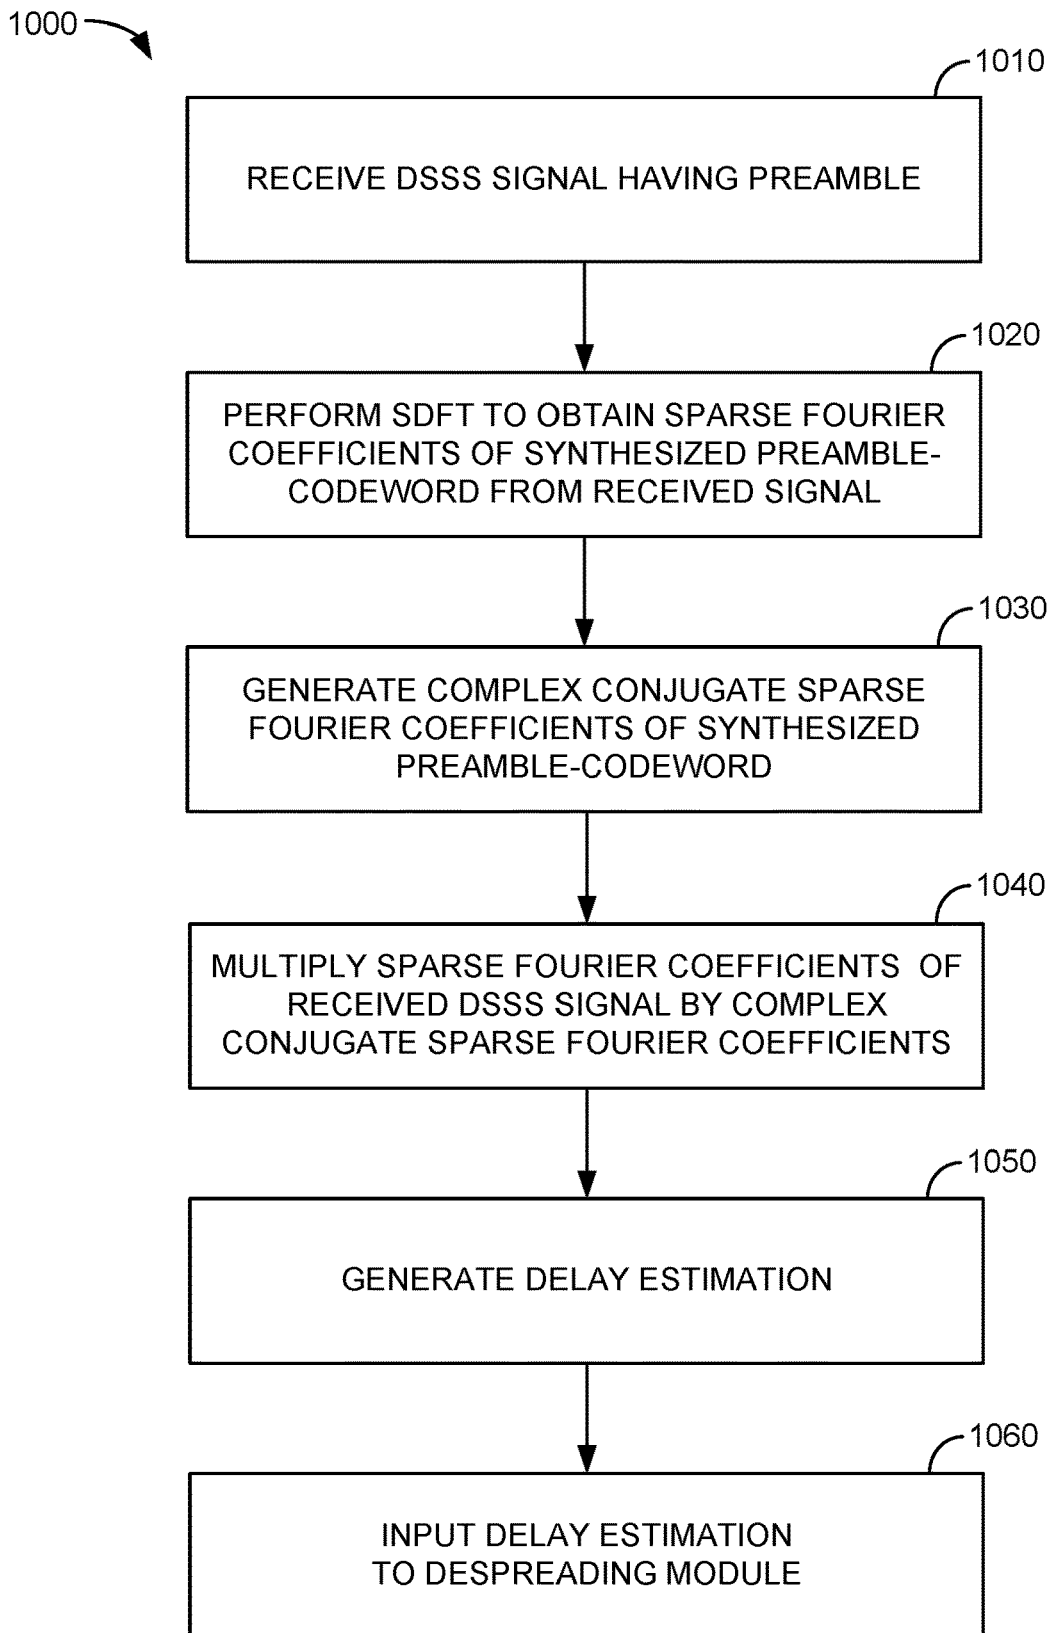 1000
1010
RECEIVE DSSS SIGNAL HAVING PREAMBLE
1020
PERFORM SDFT TO OBTAIN SPARSE FOURIER
COEFFICIENTS OF SYNTHESIZED PREAMBLE-
CODEWORD FROM RECEIVED SIGNAL
1030
GENERATE COMPLEX CONJUGATE SPARSE
FOURIER COEFFICIENTS OF SYNTHESIZED
PREAMBLE-CODEWORD
1040
MULTIPLY SPARSE FOURIER COEFFICIENTS OF
RECEIVED DSSS SIGNAL BY COMPLEX
CONJUGATE SPARSE FOURIER COEFFICIENTS
1050
GENERATE DELAY ESTIMATION
1060
INPUT DELAY ESTIMATION
TO DESPREADING MODULE